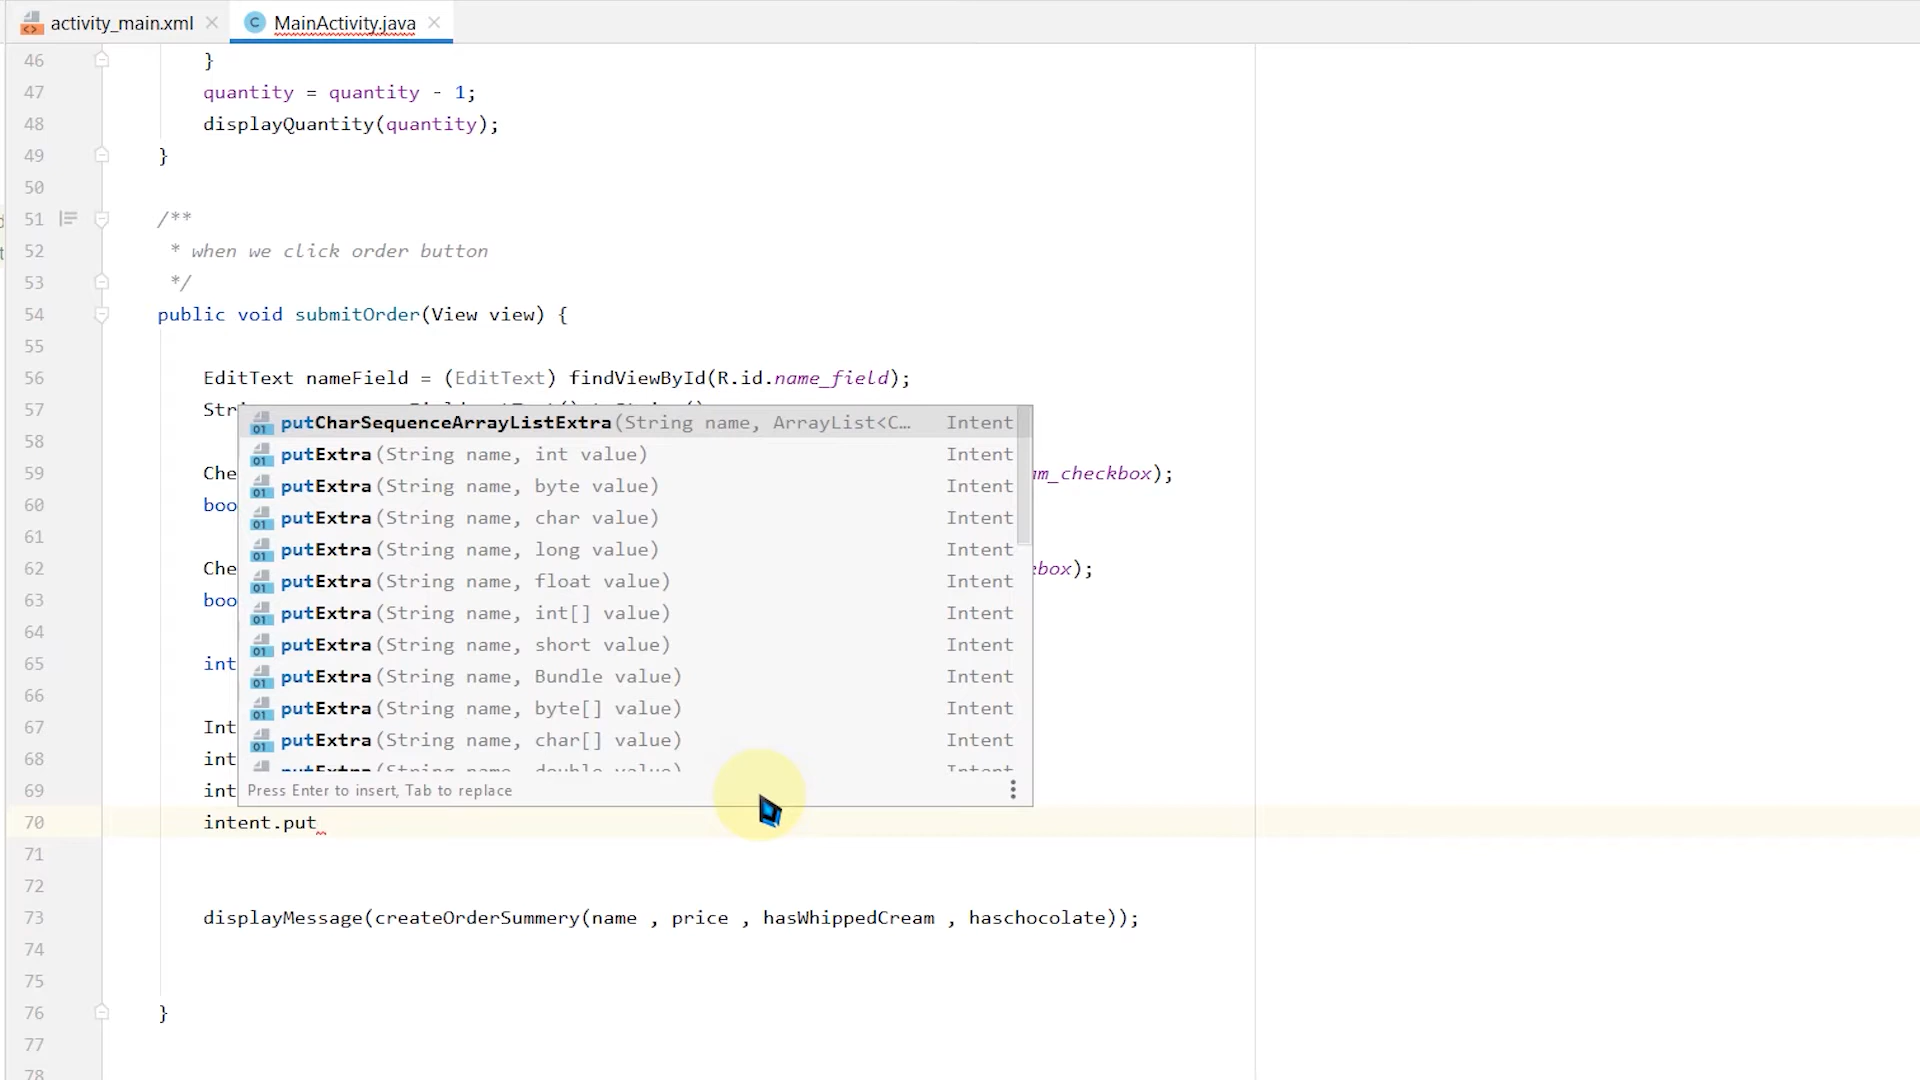 activity_main.xml
MainActivity.java
46 }
47 quantity = quantity - 1;
48 displayQuantity(quantity);
49 }
50
51 /**
52 * when we click order button
53 */
54 public void submitOrder(View view) {
55
56 EditText nameField = (EditText) findViewById(R.id.name_field);
57 Str
58
putCharSequenceArrayListExtra(String name, ArrayList<C… Intent
putExtra(String name, int value) Intent
59 Che m_checkbox);
putExtra(String name, byte value) Intent
60 boo
putExtra(String name, char value) Intent
61
putExtra(String name, long value) Intent
62 Che box);
putExtra(String name, float value) Intent
63 boo
putExtra(String name, int[] value) Intent
64
putExtra(String name, short value) Intent
65 int
putExtra(String name, Bundle value) Intent
66
putExtra(String name, byte[] value) Intent
67 Int
putExtra(String name, char[] value) Intent
68 int
putExtra(String name, double value) Intent
69 int
Press Enter to insert, Tab to replace
70 intent.put
71
72
73 displayMessage(createOrderSummery(name , price , hasWhippedCream , haschocolate));
74
75
76 }
77
78